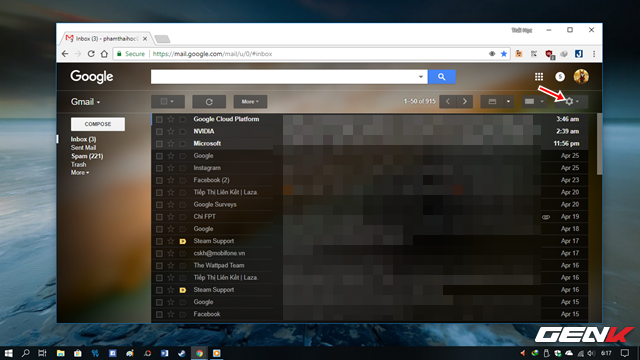 Inbox (3) - phamthaihoc
Secure https://mail.google.com/mail/u/0/#inbox
Google
Gmail
More
1–50 of 915
COMPOSE
Inbox (3)
Sent Mail
Spam (221)
Trash
More
Google Cloud Platform 3:46 am
NVIDIA 2:39 am
Microsoft 11:56 pm
Google Apr 25
Instagram Apr 25
Facebook (2) Apr 23
Tiếp Thị Liên Kết | Laza Apr 20
Google Surveys Apr 20
Chi FPT Apr 19
Google Apr 18
Steam Support Apr 17
cskh@mobifone.vn Apr 17
The Wattpad Team Apr 16
Tiếp Thị Liên Kết | Laza Apr 16
Steam Support Apr 16
Google Apr 15
Facebook Apr 14
GENK
6:17